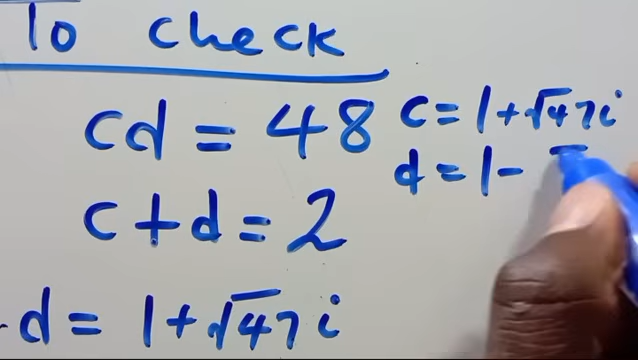 To check
cd = 48
c = 1 + √47 i
d = 1 - √
c + d = 2
- d = 1 + √47 i